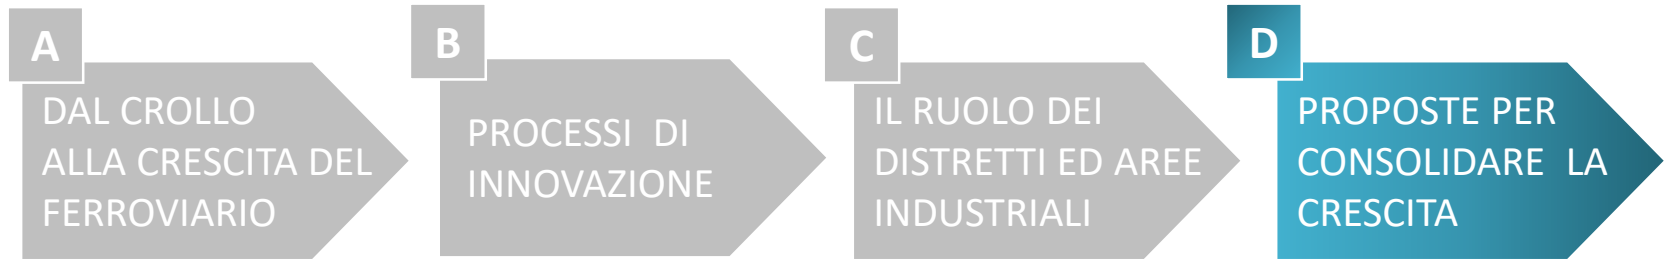 A
DAL CROLLO
ALLA CRESCITA DEL
FERROVIARIO
B
PROCESSI DI
INNOVAZIONE
C
IL RUOLO DEI
DISTRETTI ED AREE
INDUSTRIALI
D
PROPOSTE PER
CONSOLIDARE LA
CRESCITA